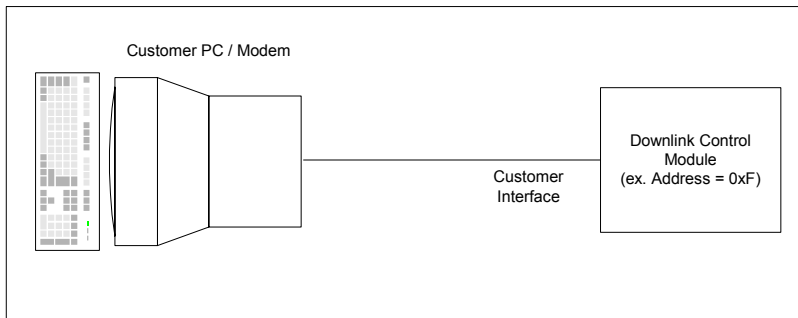 Customer PC / Modem
Downlink Control
Module
(ex. Address = 0xF)
Customer
Interface